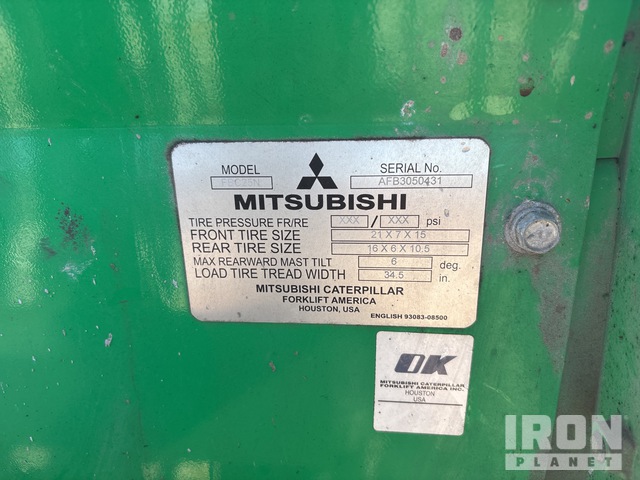 MODEL
SERIAL No.
AFB3050431
MITSUBISHI
TIRE PRESSURE FR/RE XXX / XXX psi
FRONT TIRE SIZE 21 X 7 X 15
REAR TIRE SIZE 16 X 6 X 10.5
MAX REARWARD MAST TILT 6 deg.
LOAD TIRE TREAD WIDTH 34.5 in.
MITSUBISHI CATERPILLAR
FORKLIFT AMERICA
HOUSTON, USA
ENGLISH 93083-08500
OK
MITSUBISHI CATERPILLAR
FORKLIFT AMERICA INC.
HOUSTON
USA
IRON
PLANET